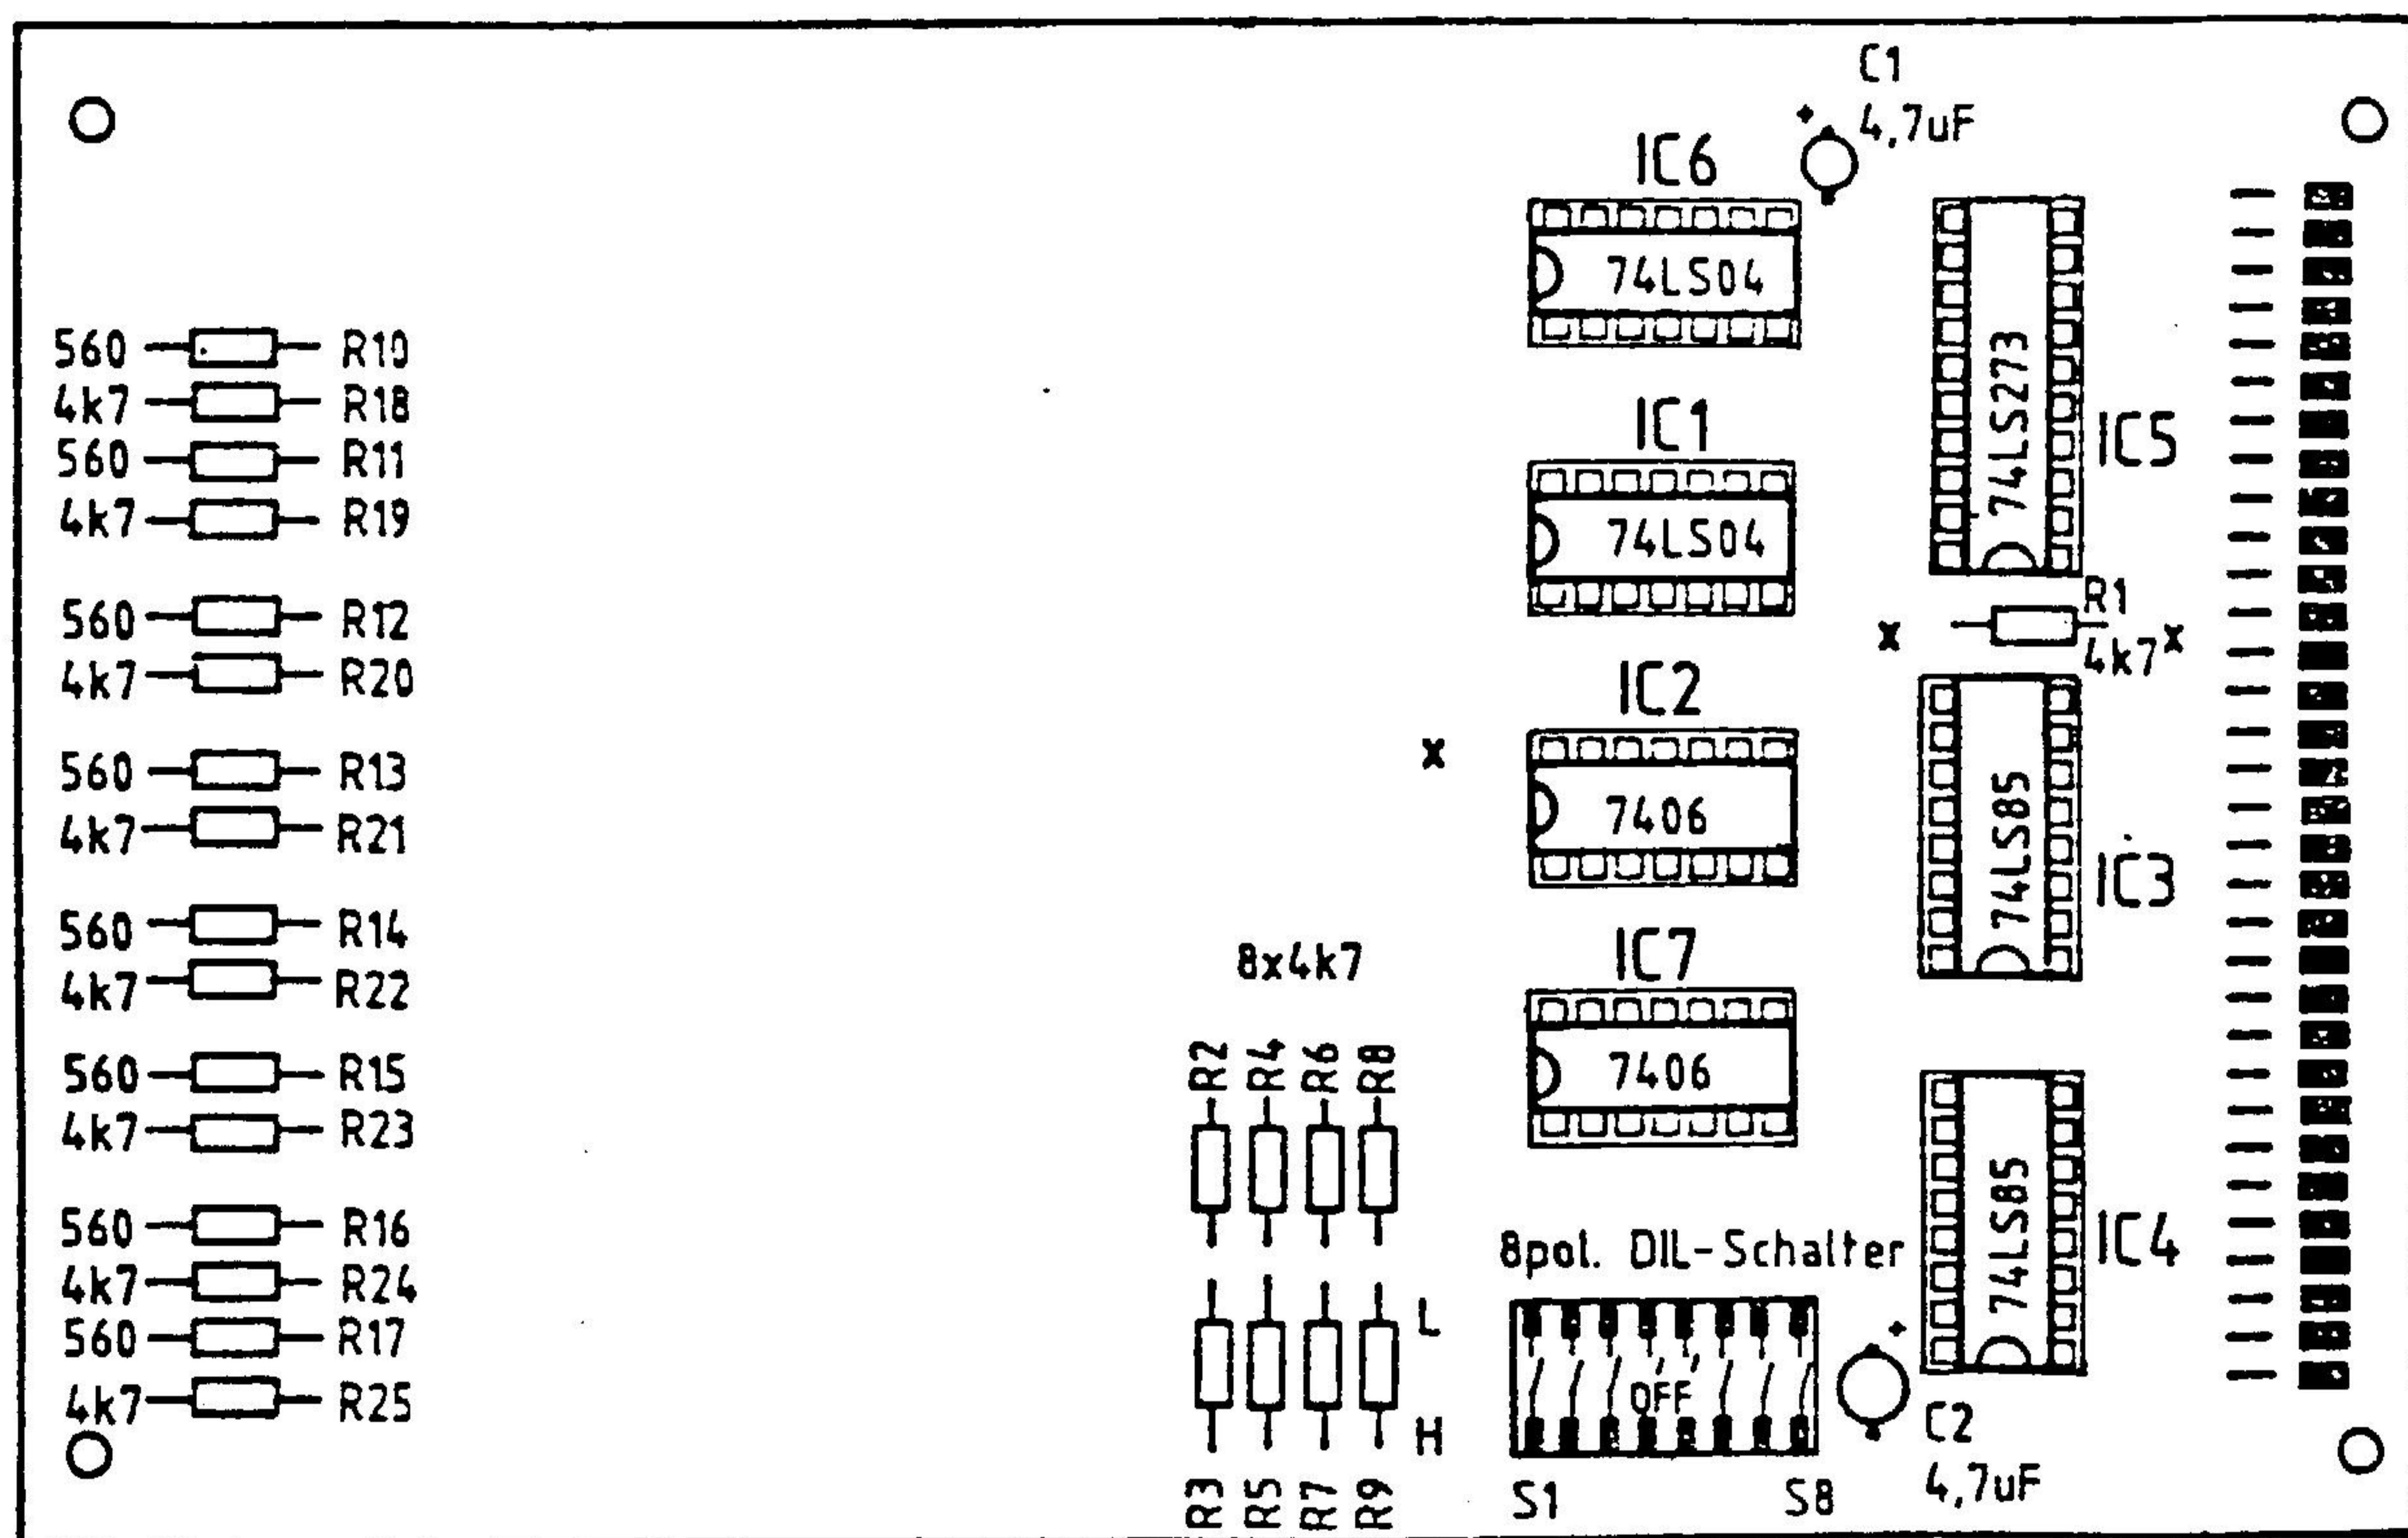 C1
4,7uF
IC6
74LS04
560 R10
4k7 R18
560 R11
4k7 R19
560 R12
4k7 R20
560 R13
4k7 R21
560 R14
4k7 R22
560 R15
4k7 R23
560 R16
4k7 R24
560 R17
4k7 R25
IC1
74LS04
74LS273
IC5
R1
4k7
x
x
x
IC2
7406
74LS85
IC3
8x4k7
IC7
7406
R2 R4 R6 R8
8pol. DIL-Schalter
74LS85
IC4
L
OFF
H
R3 R5 R7 R9
S1 S8
C2
4,7uF